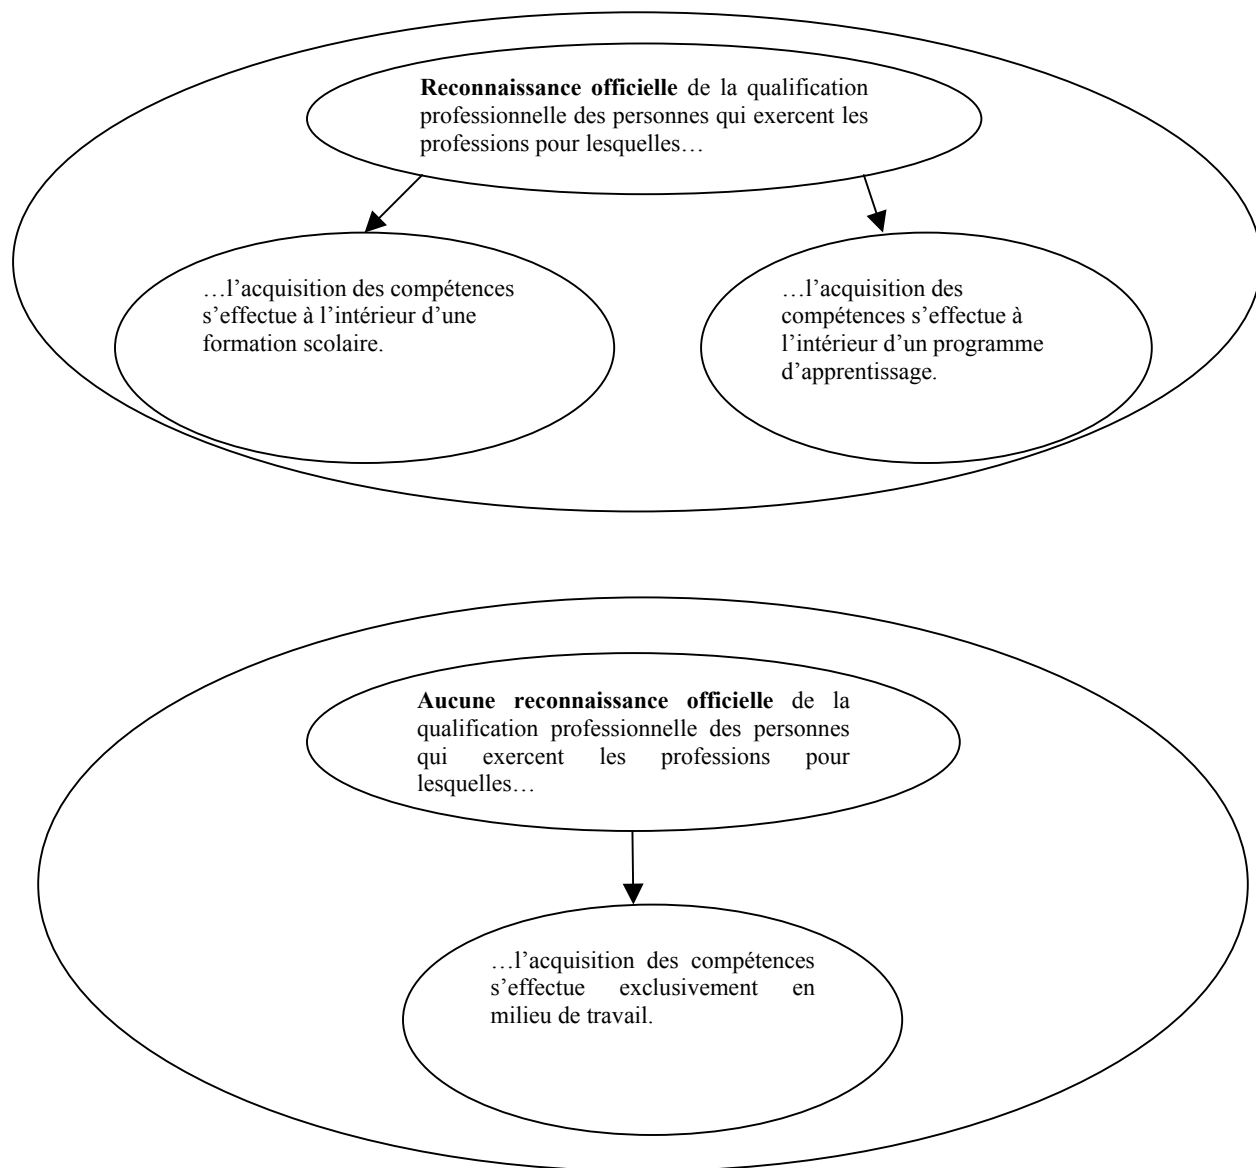 Reconnaissance officielle de la qualification
professionnelle des personnes qui exercent les
professions pour lesquelles…
…l’acquisition des compétences
s’effectue à l’intérieur d’une
formation scolaire.
…l’acquisition des
compétences s’effectue à
l’intérieur d’un programme
d’apprentissage.
Aucune reconnaissance officielle de la
qualification professionnelle des personnes
qui exercent les professions pour
lesquelles…
…l’acquisition des compétences
s’effectue exclusivement en
milieu de travail.